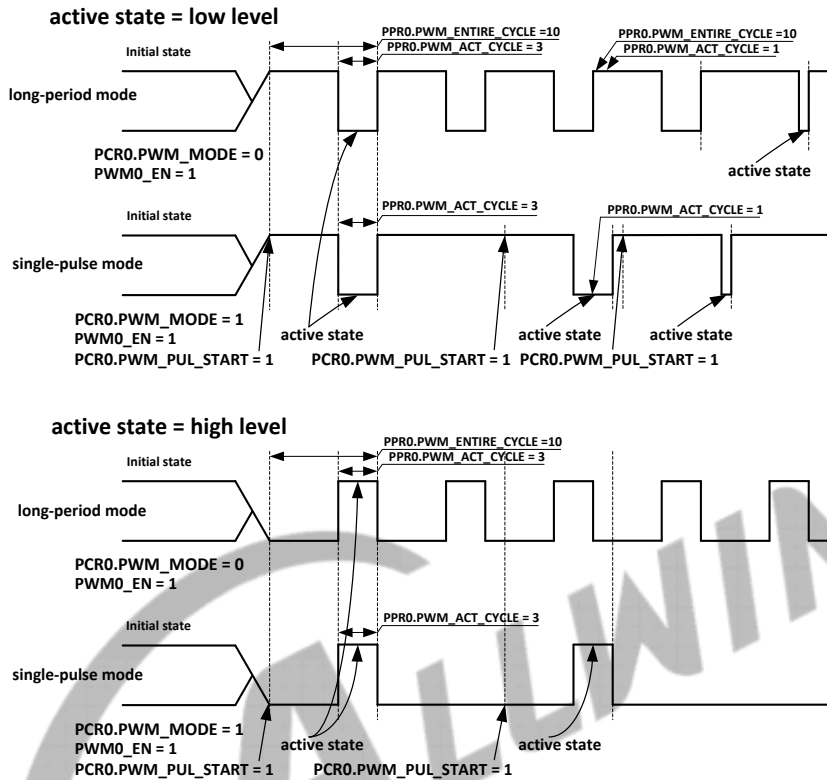 active state = low level
Initial state
PPR0.PWM_ENTIRE_CYCLE =10
PPR0.PWM_ACT_CYCLE = 3
PPR0.PWM_ENTIRE_CYCLE=10
PPR0.PWM_ACT_CYCLE = 1
long-period mode
PCR0.PWM_MODE = 0
PWM0_EN = 1
active state
Initial state
PPR0.PWM_ACT_CYCLE = 3
PPR0.PWM_ACT_CYCLE = 1
single-pulse mode
PCR0.PWM_MODE = 1
PWM0_EN = 1
PCR0.PWM_PUL_START = 1
active state
active state
active state
PCR0.PWM_PUL_START = 1
PCR0.PWM_PUL_START = 1
active state = high level
Initial state
PPR0.PWM_ENTIRE_CYCLE =10
PPR0.PWM_ACT_CYCLE = 3
long-period mode
PCR0.PWM_MODE = 0
PWM0_EN = 1
Initial state
PPR0.PWM_ACT_CYCLE = 3
single-pulse mode
PCR0.PWM_MODE = 1
PWM0_EN = 1
PCR0.PWM_PUL_START = 1
active state
active state
PCR0.PWM_PUL_START = 1
ALLWIN